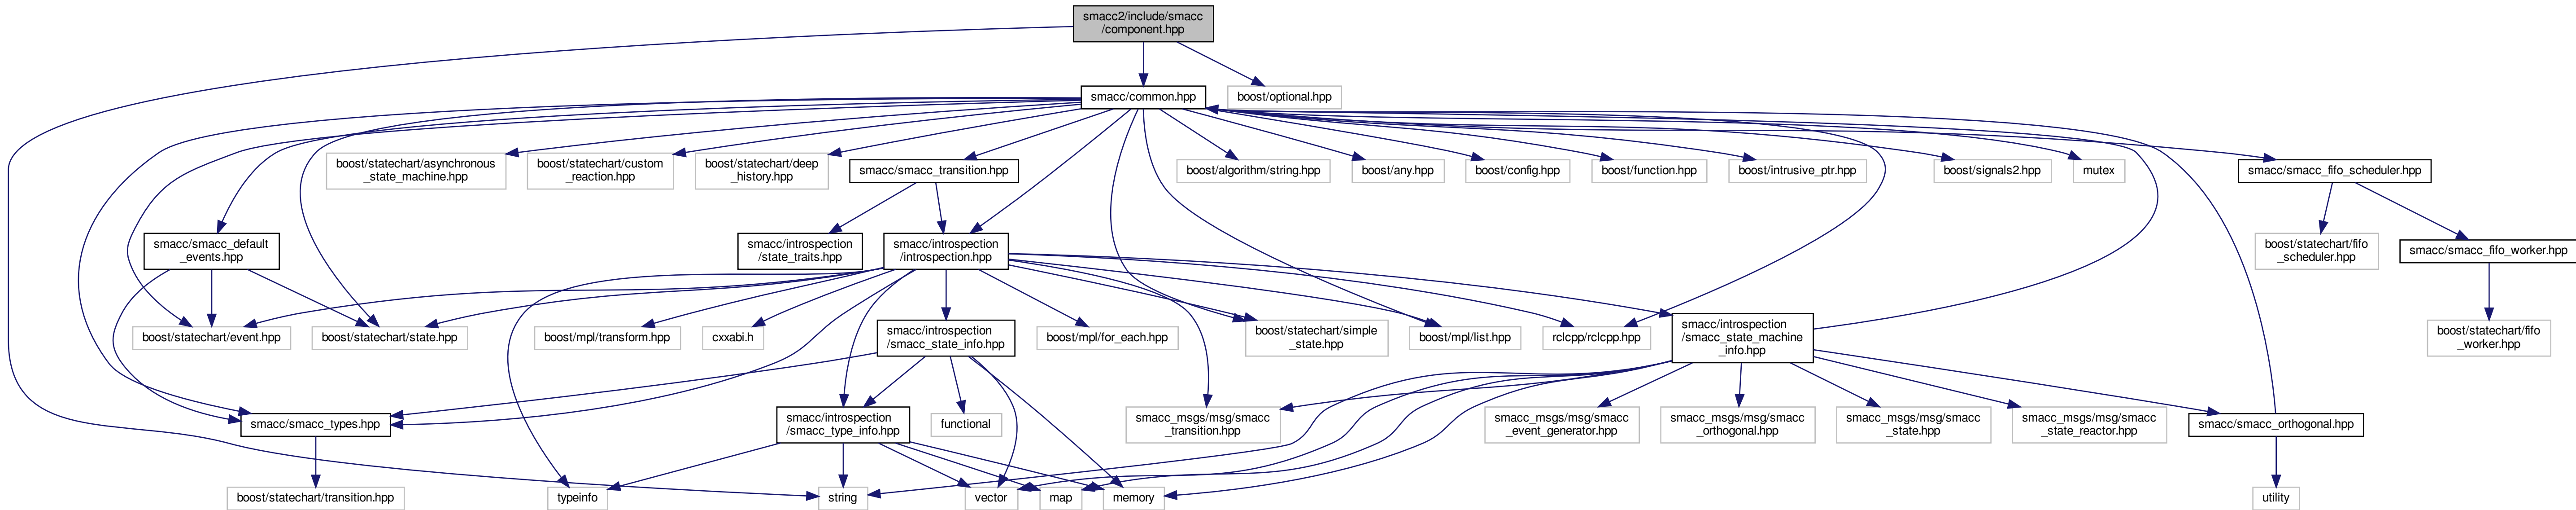 smacc2/include/smacc
/component.hpp
smacc/common.hpp
boost/optional.hpp
boost/statechart/asynchronous
_state_machine.hpp
boost/statechart/custom
_reaction.hpp
boost/statechart/deep
_history.hpp
smacc/smacc_transition.hpp
boost/algorithm/string.hpp
boost/any.hpp
boost/config.hpp
boost/function.hpp
boost/intrusive_ptr.hpp
boost/signals2.hpp
mutex
smacc/smacc_fifo_scheduler.hpp
smacc/smacc_default
_events.hpp
smacc/introspection
/state_traits.hpp
smacc/introspection
/introspection.hpp
boost/statechart/fifo
_scheduler.hpp
smacc/smacc_fifo_worker.hpp
boost/statechart/event.hpp
boost/statechart/state.hpp
boost/mpl/transform.hpp
cxxabi.h
smacc/introspection
/smacc_state_info.hpp
boost/mpl/for_each.hpp
boost/statechart/simple
_state.hpp
boost/mpl/list.hpp
rclcpp/rclcpp.hpp
smacc/introspection
/smacc_state_machine
_info.hpp
boost/statechart/fifo
_worker.hpp
smacc/smacc_types.hpp
smacc/introspection
/smacc_type_info.hpp
functional
smacc_msgs/msg/smacc
_transition.hpp
smacc_msgs/msg/smacc
_event_generator.hpp
smacc_msgs/msg/smacc
_orthogonal.hpp
smacc_msgs/msg/smacc
_state.hpp
smacc_msgs/msg/smacc
_state_reactor.hpp
smacc/smacc_orthogonal.hpp
boost/statechart/transition.hpp
typeinfo
string
vector
map
memory
utility